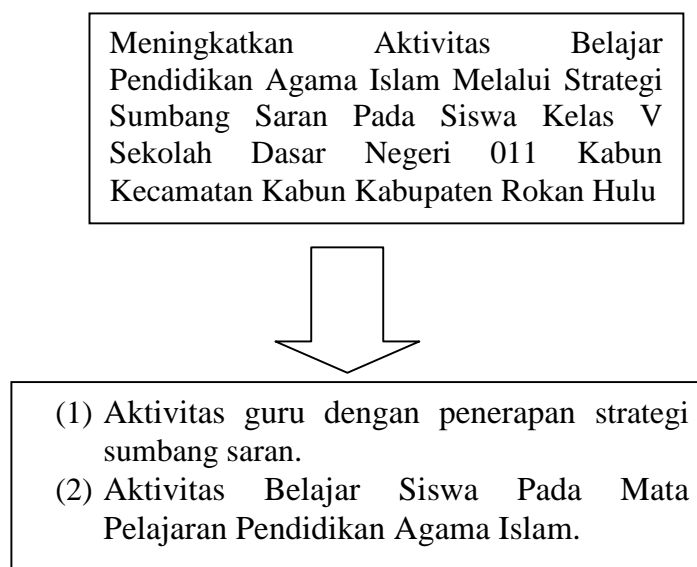 Meningkatkan Aktivitas Belajar
Pendidikan Agama Islam Melalui Strategi
Sumbang Saran Pada Siswa Kelas V
Sekolah Dasar Negeri 011 Kabun
Kecamatan Kabun Kabupaten Rokan Hulu
(1) Aktivitas guru dengan penerapan strategi
sumbang saran.
(2) Aktivitas Belajar Siswa Pada Mata
Pelajaran Pendidikan Agama Islam.